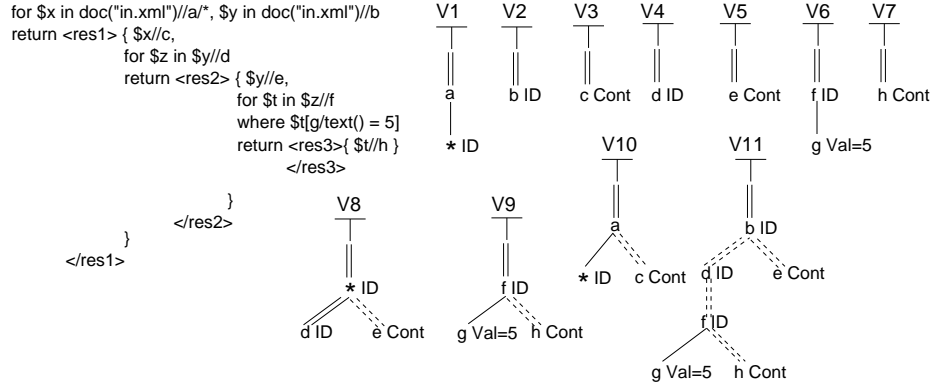 for $x in doc("in.xml")//a/*, $y in doc("in.xml")//b
return <res1> { $x//c,
for $z in $y//d
return <res2> { $y//e,
for $t in $z//f
where $t[g/text() = 5]
return <res3>{ $t//h }
</res3>
}
</res2>
}
</res1>
V1 V2 V3 V4 V5 V6 V7
a b ID c Cont d ID e Cont f ID h Cont
* ID g Val=5
V10 V11
V8 V9
a b ID
* ID c Cont d ID e Cont
* ID f ID
f ID
d ID e Cont g Val=5 h Cont
g Val=5 h Cont